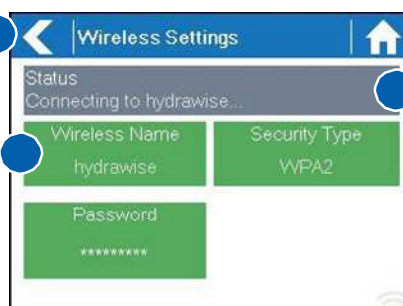 Wireless Settings
Status
Connecting to hydrawise...
Wireless Name
hydrawise
Security Type
WPA2
Password
*********